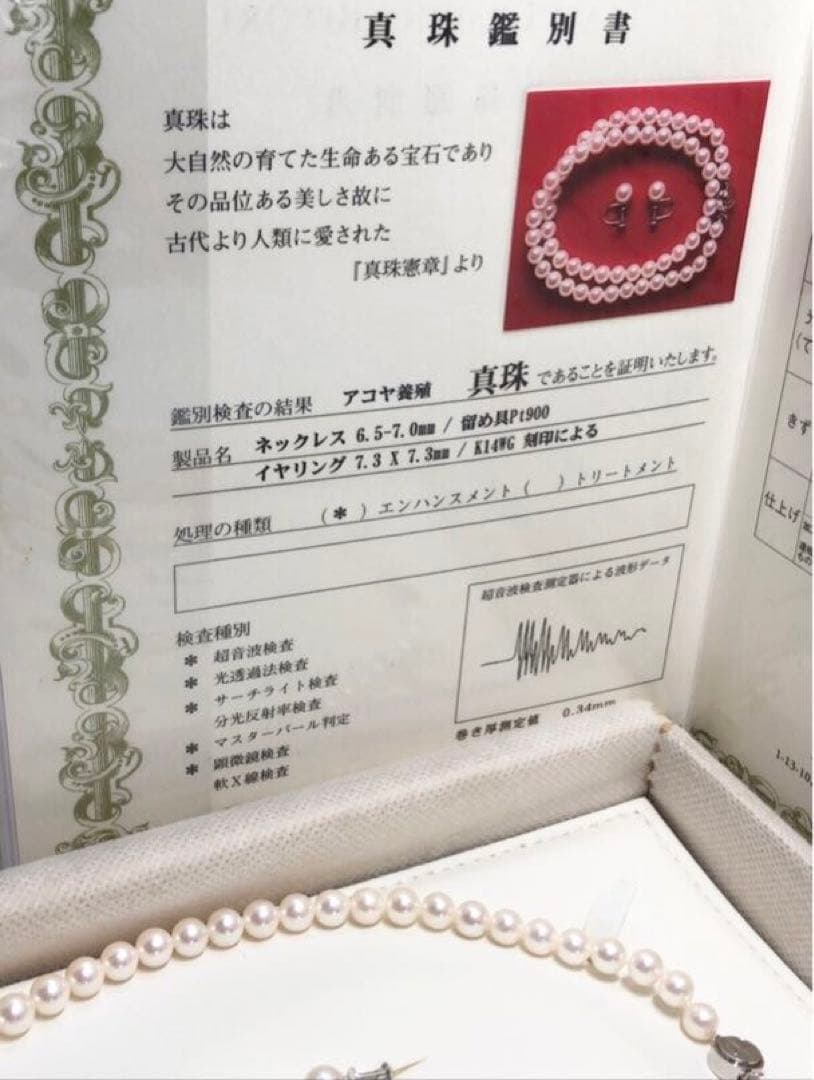 真珠鑑別書
真珠は
大自然の育てた生命ある宝石であり
その品位ある美しさ故に
古代より人類に愛された
『真珠憲章』より
鑑別検査の結果 アコヤ養殖 真珠 であることを証明いたします。
製品名 ネックレス 6.5-7.0mm / 留め具Pt900
イヤリング 7.3 X 7.3mm / K14WG 刻印による
処理の種類 (*) エンハンスメント ( ) トリートメント
検査種別
* 超音波検査
* 光透過法検査
* サーチライト検査
分光反射率検査
* マスターパール判定
* 顕微鏡検査
軟X線検査
超音波検査測定器による波形データ
巻き厚測定値 0.34mm
きず
仕上げ
1-13-10,